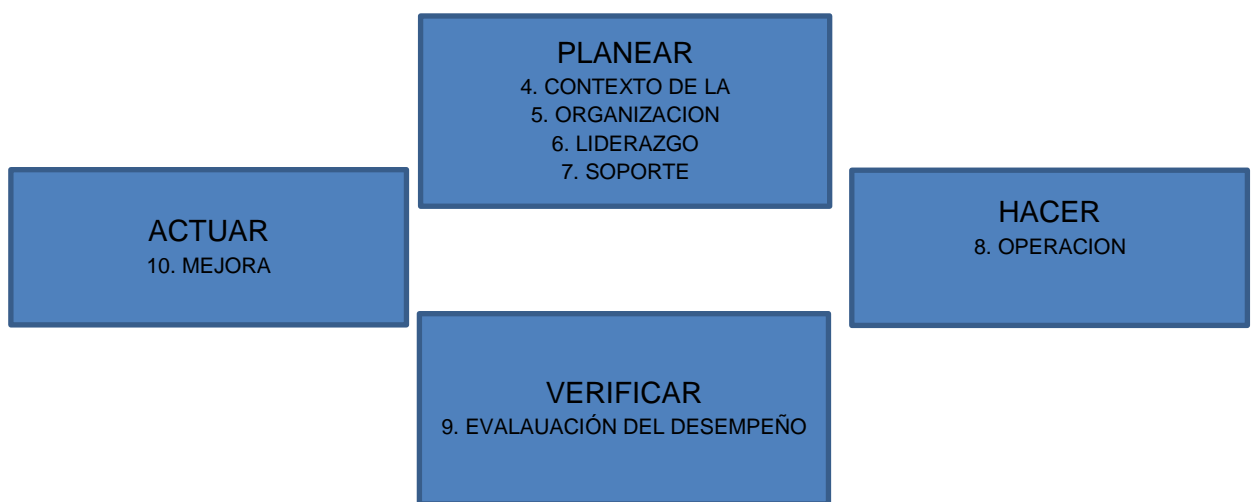 PLANEAR
4. CONTEXTO DE LA
5. ORGANIZACION
6. LIDERAZGO
7. SOPORTE
ACTUAR
10. MEJORA
HACER
8. OPERACION
VERIFICAR
9. EVALAUACIÓN DEL DESEMPEÑO